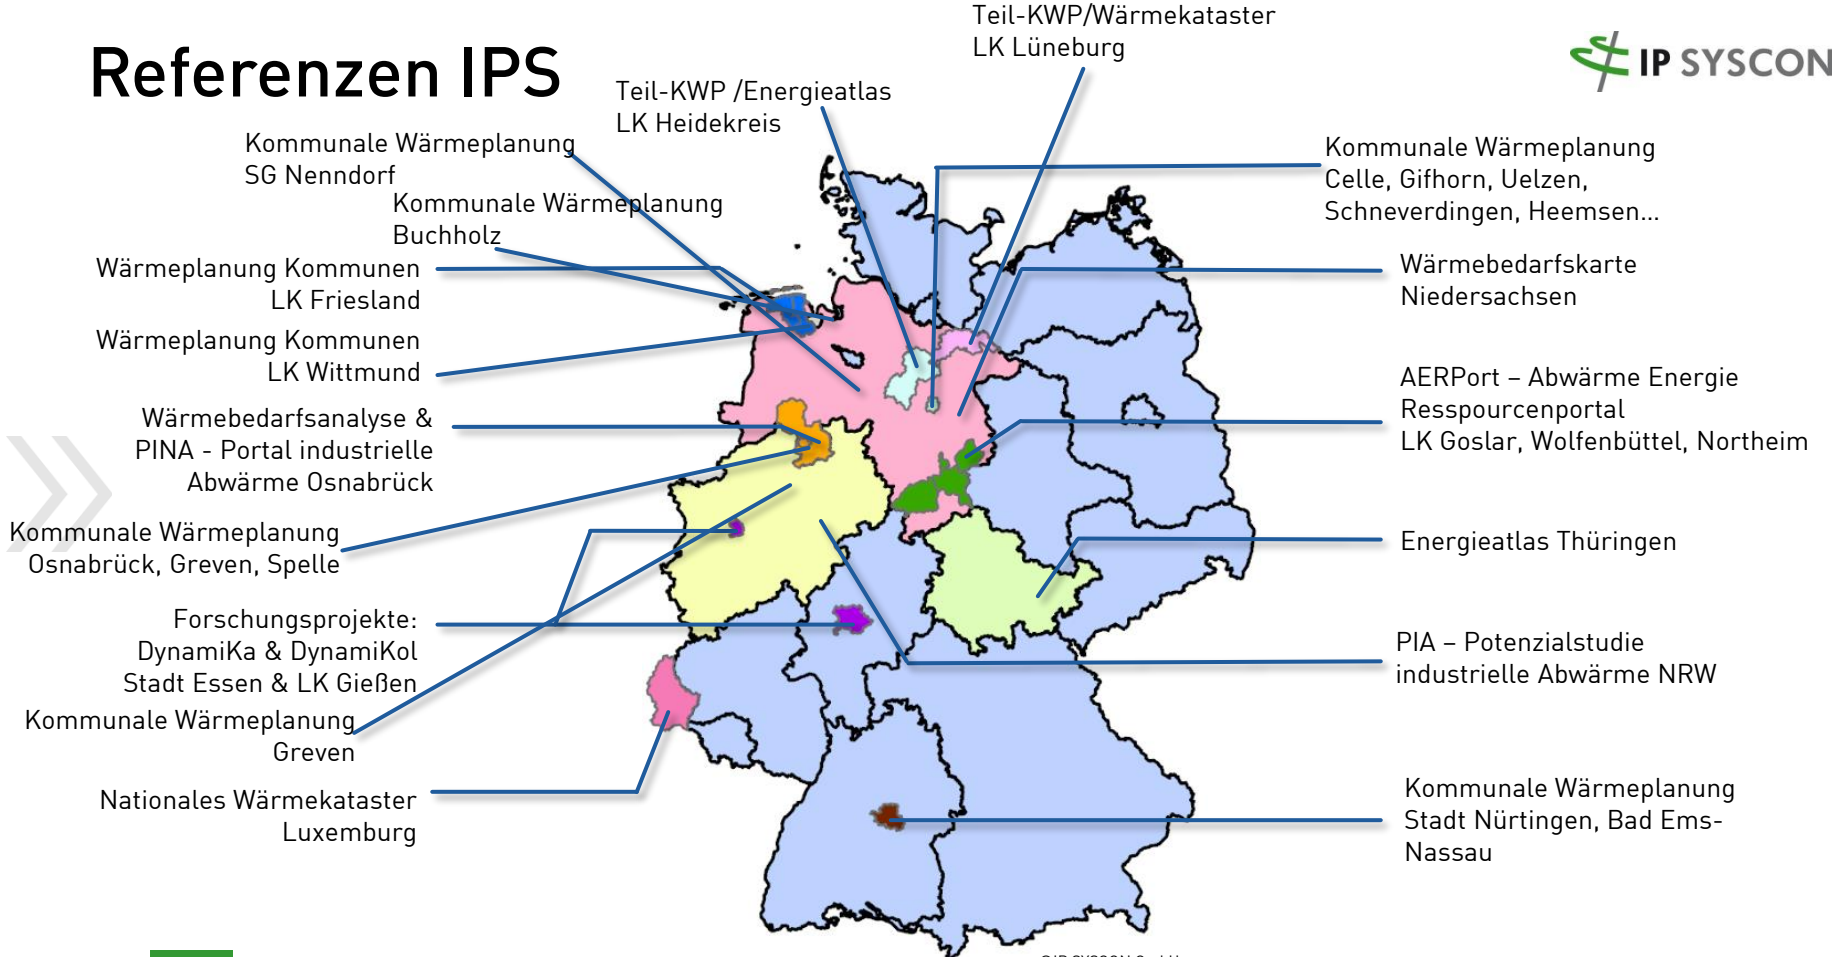 Referenzen IPS
IP SYSCON
Teil-KWP/Wärmekataster
LK Lüneburg
Teil-KWP /Energieatlas
LK Heidekreis
Kommunale Wärmeplanung
SG Nenndorf
Kommunale Wärmeplanung
Buchholz
Wärmeplanung Kommunen
LK Friesland
Wärmeplanung Kommunen
LK Wittmund
Wärmebedarfsanalyse &
PINA - Portal industrielle
Abwärme Osnabrück
Kommunale Wärmeplanung
Osnabrück, Greven, Spelle
Forschungsprojekte:
DynamiKa & DynamiKol
Stadt Essen & LK Gießen
Kommunale Wärmeplanung
Greven
Nationales Wärmekataster
Luxemburg
Kommunale Wärmeplanung
Celle, Gifhorn, Uelzen,
Schneverdingen, Heemsen...
Wärmebedarfskarte
Niedersachsen
AERPort – Abwärme Energie
Resspourcenportal
LK Goslar, Wolfenbüttel, Northeim
Energieatlas Thüringen
PIA – Potenzialstudie
industrielle Abwärme NRW
Kommunale Wärmeplanung
Stadt Nürtingen, Bad Ems-
Nassau